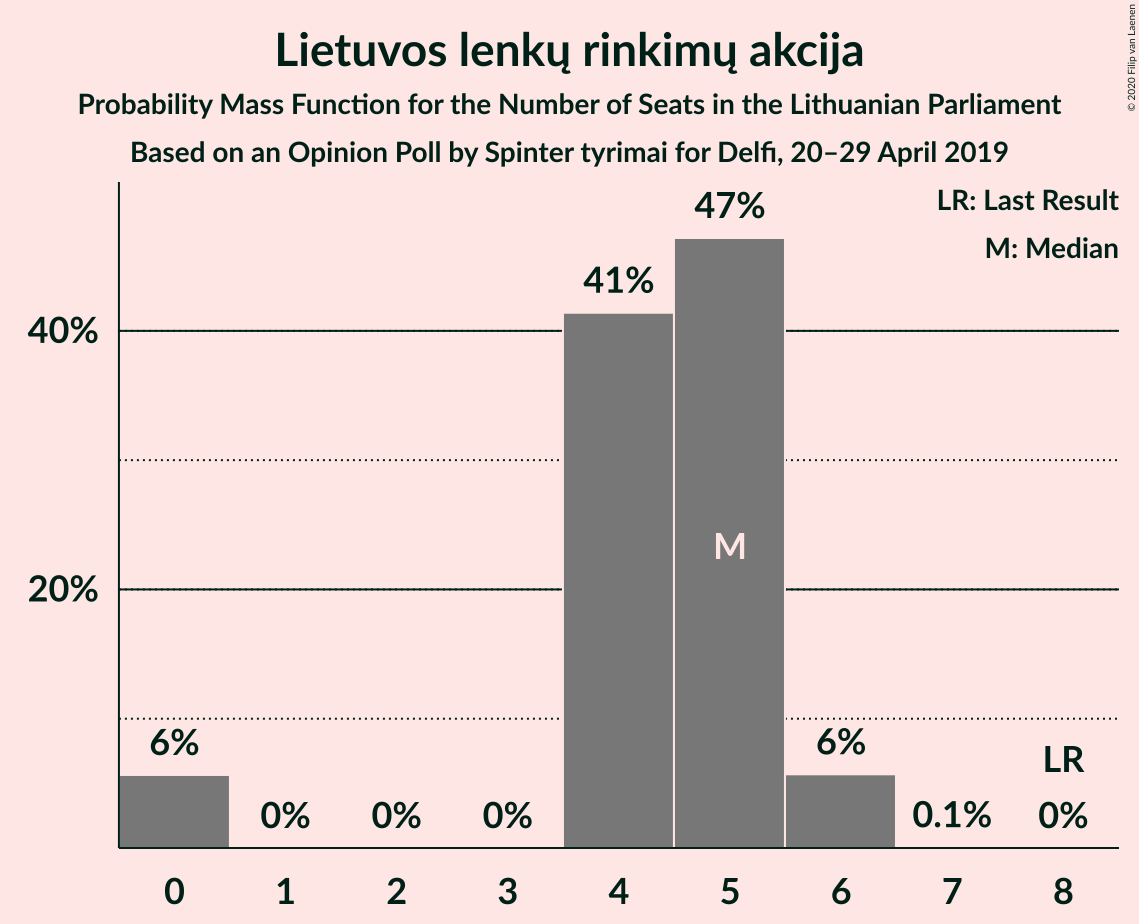 Lietuvos lenkų rinkimų akcija
Probability Mass Function for the Number of Seats in the Lithuanian Parliament
Based on an Opinion Poll by Spinter tyrimai for Delfi, 20–29 April 2019
© 2020 Filip van Laenen
LR: Last Result
M: Median
47%
41%
40%
M
20%
6%
6%
LR
0%
0%
0%
0.1%
0%
0 1 2 3 4 5 6 7 8